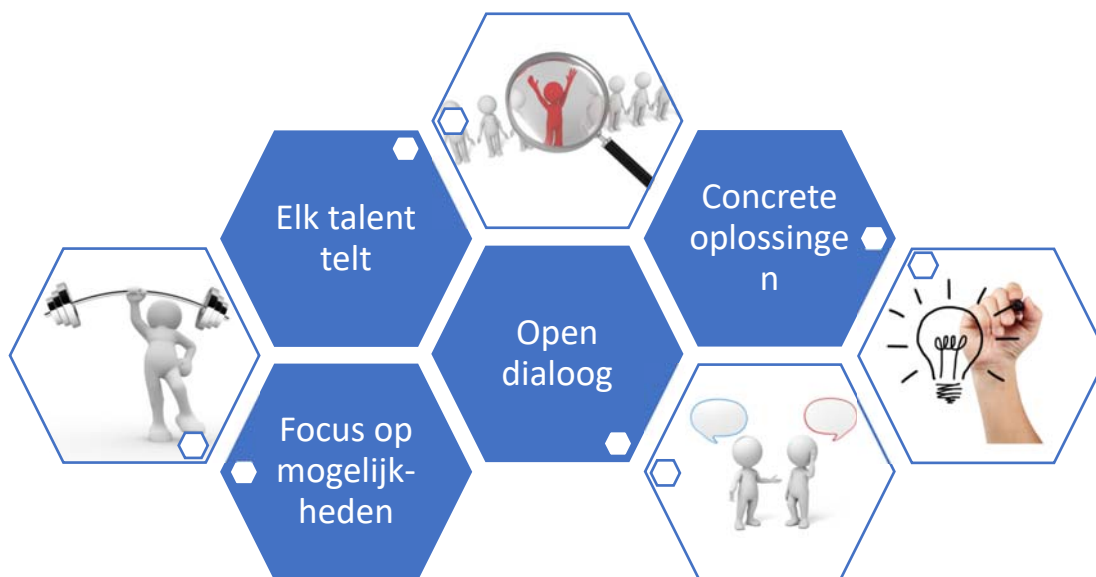 Elk talent
telt
Concrete
oplossinge
n
Open
dialoog
Focus op
mogelijk-
heden